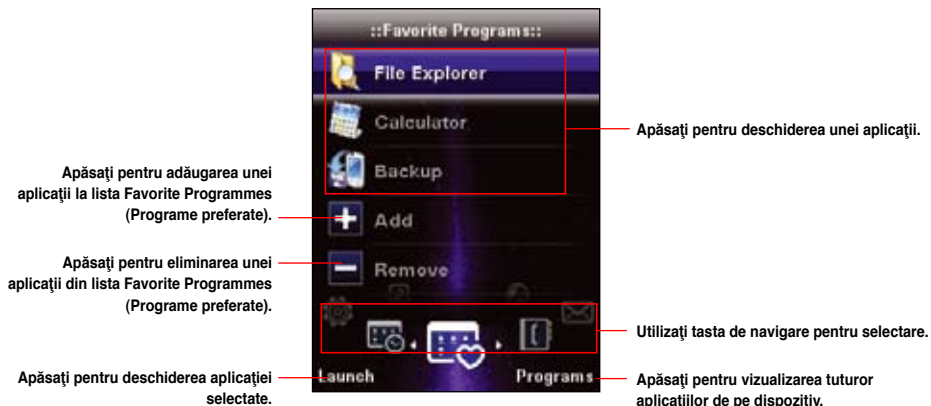 ::Favorite Programs::
File Explorer
Calculator
Backup
Add
Remove
Launch
Programs
Apăsaţi pentru deschiderea unei aplicaţii.
Apăsaţi pentru adăugarea unei
aplicaţii la lista Favorite Programmes
(Programe preferate).
Apăsaţi pentru eliminarea unei
aplicaţii din lista Favorite Programmes
(Programe preferate).
Utilizaţi tasta de navigare pentru selectare.
Apăsaţi pentru deschiderea aplicaţiei
selectate.
Apăsaţi pentru vizualizarea tuturor
aplicaţiilor de pe dispozitiv.